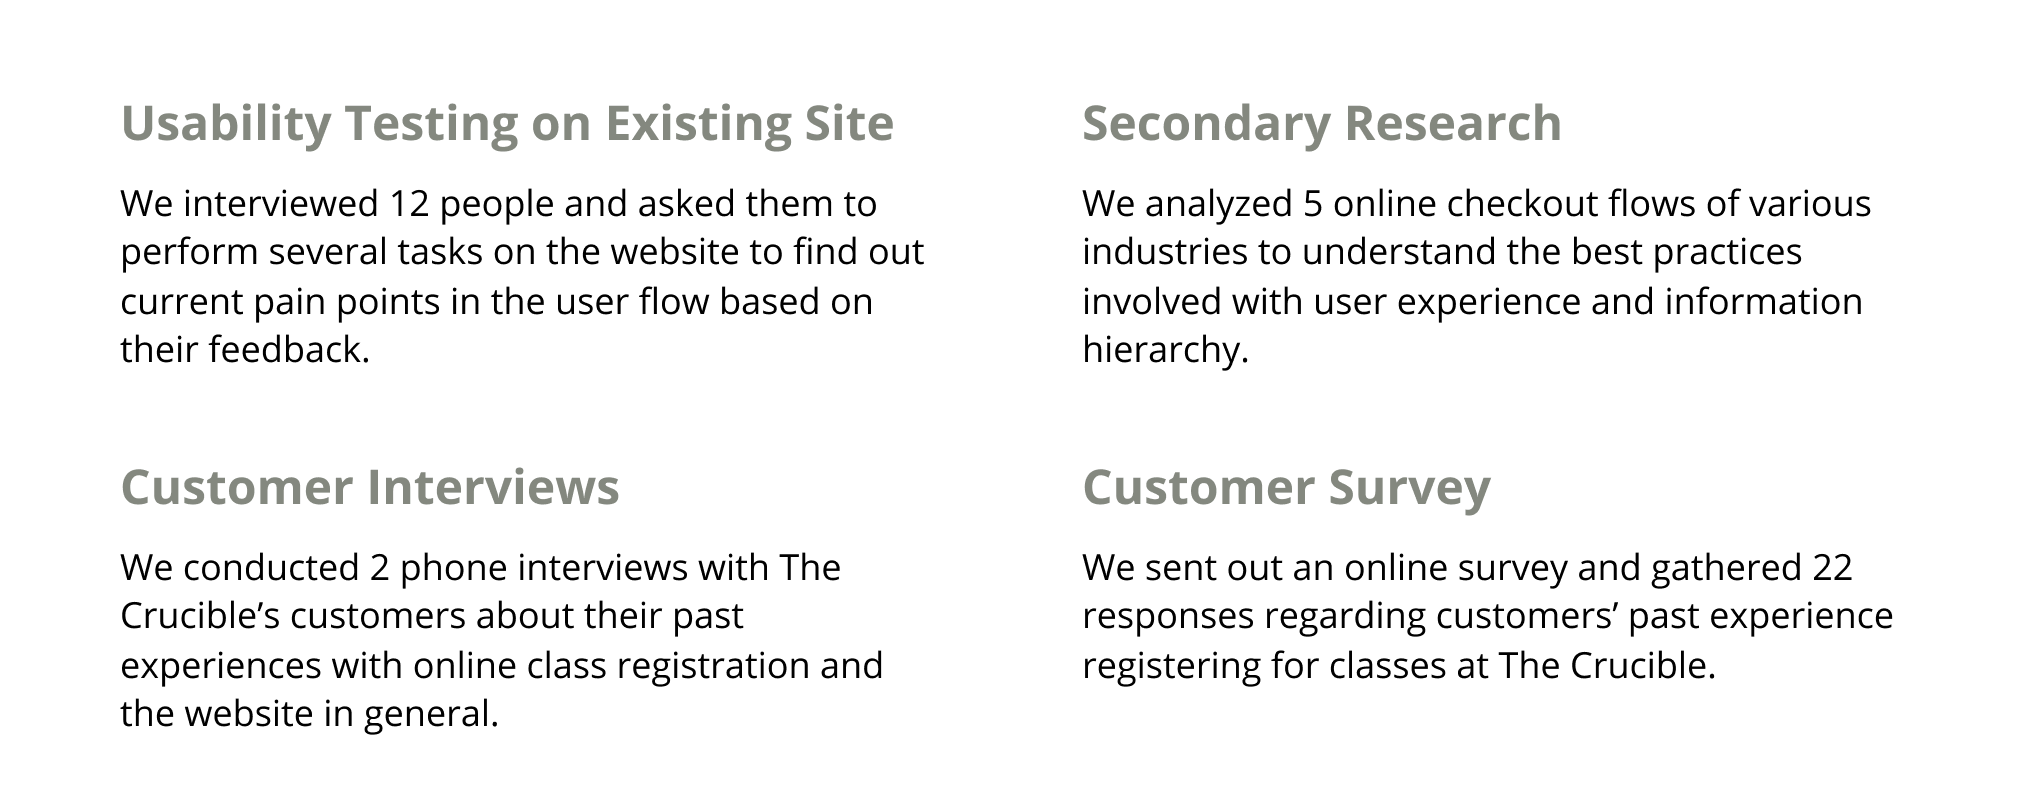 Usability Testing on Existing Site
We interviewed 12 people and asked them to
perform several tasks on the website to find out
current pain points in the user flow based on
their feedback.
Secondary Research
We analyzed 5 online checkout flows of various
industries to understand the best practices
involved with user experience and information
hierarchy.
Customer Interviews
We conducted 2 phone interviews with The
Crucible’s customers about their past
experiences with online class registration and
the website in general.
Customer Survey
We sent out an online survey and gathered 22
responses regarding customers’ past experience
registering for classes at The Crucible.